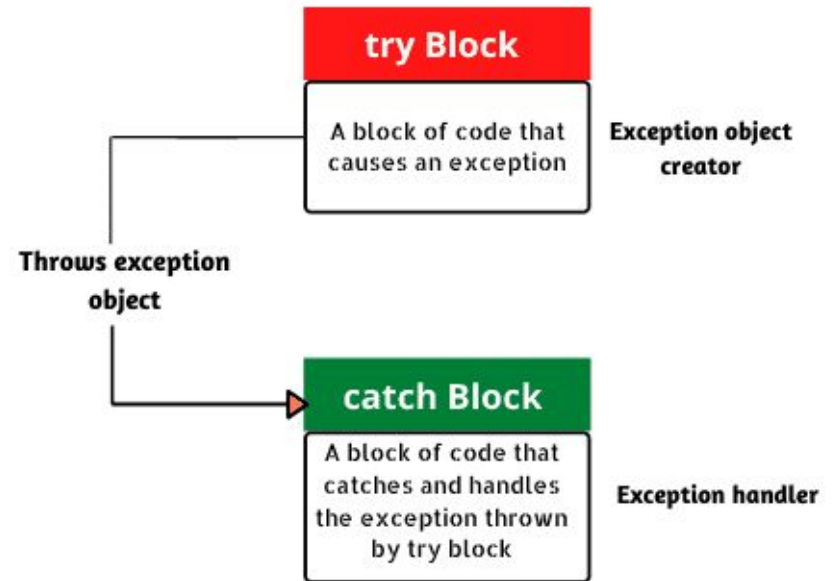 try Block
A block of code that
causes an exception
Exception object
creator
Throws exception
object
catch Block
A block of code that
catches and handles
the exception thrown
by try block
Exception handler